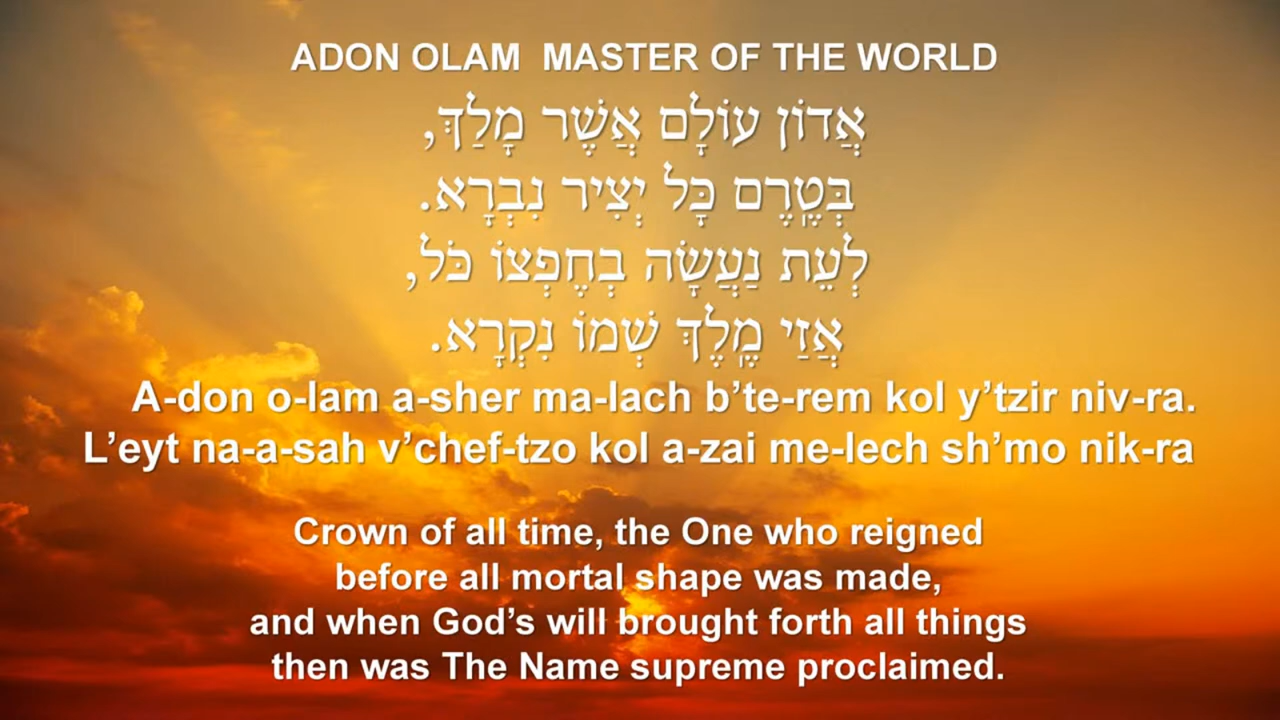 ADON OLAM MASTER OF THE WORLD
אֲדוֹן עוֹלָם אֲשֶׁר מָלַךְ,
בְּטֶֽרֶם כָּל יְצִיר נִבְרָא.
לְעֵת נַעֲשָׂה בְחֶפְצוֹ כֹּל,
אֲזַי מֶֽלֶךְ שְׁמוֹ נִקְרָא.
A-don o-lam a-sher ma-lach b’te-rem kol y’tzir niv-ra.
L’eyt na-a-sah v’chef-tzo kol a-zai me-lech sh’mo nik-ra
Crown of all time, the One who reigned
before all mortal shape was made,
and when God’s will brought forth all things
then was The Name supreme proclaimed.